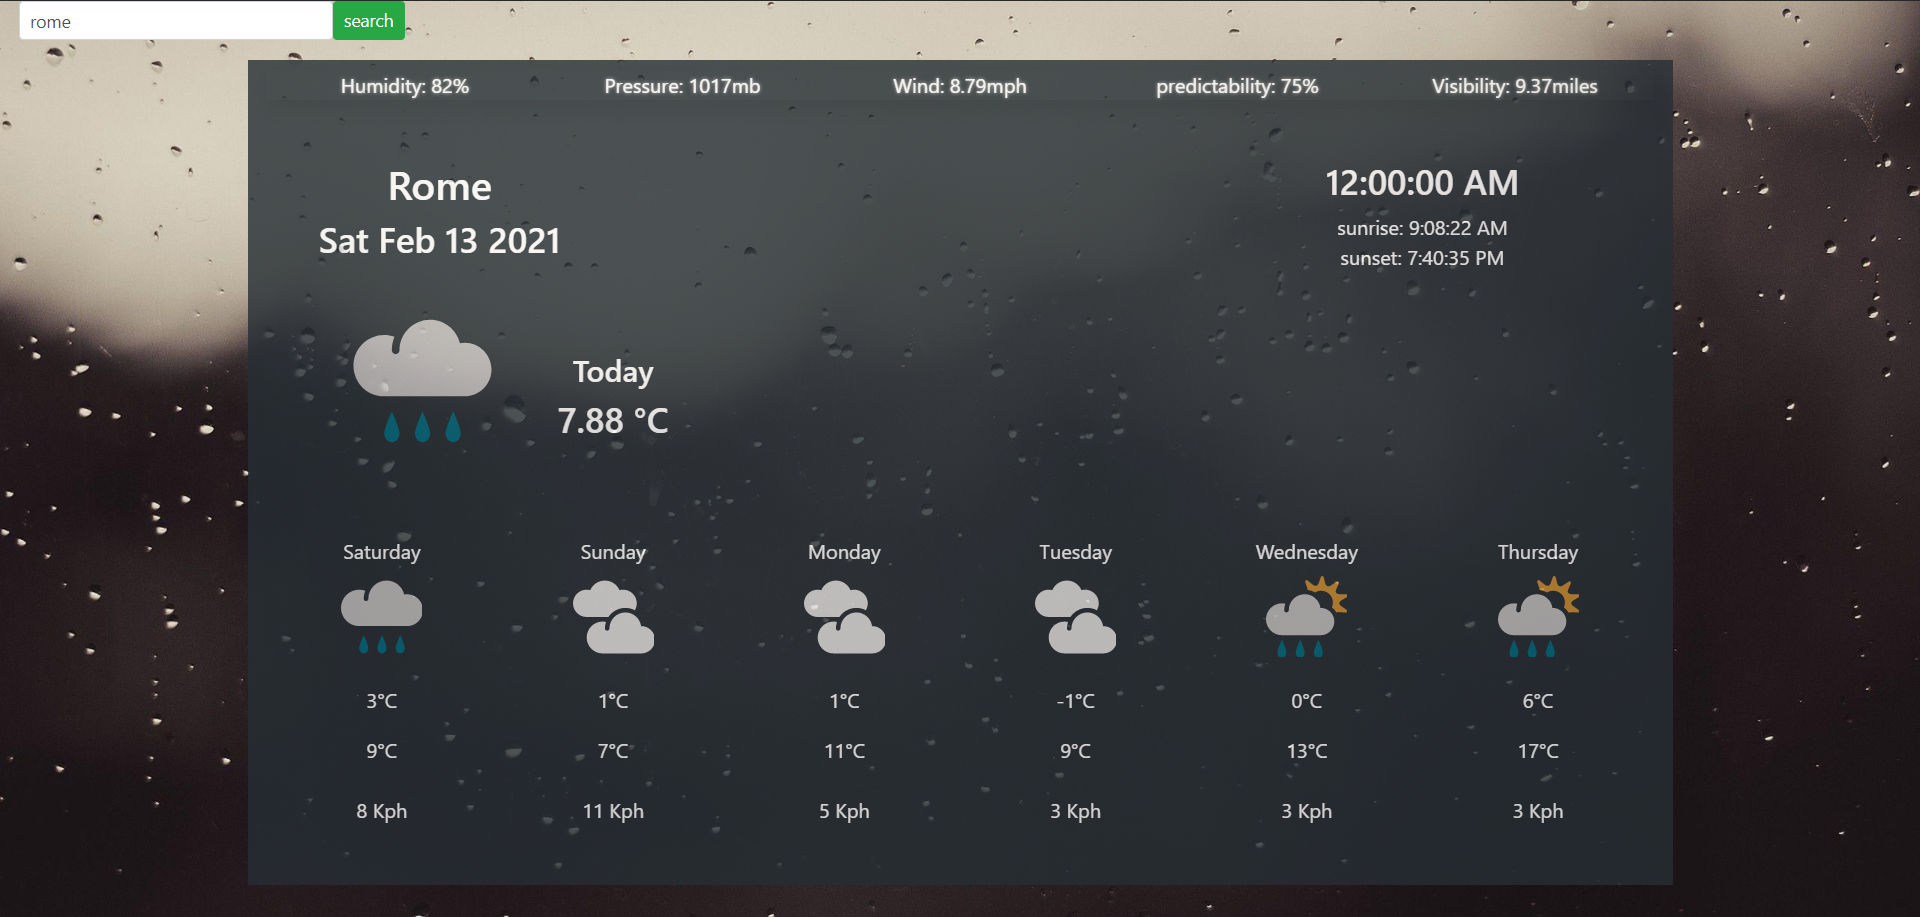 rome search
Humidity: 82% Pressure: 1017mb Wind: 8.79mph predictability: 75% Visibility: 9.37miles
Rome
Sat Feb 13 2021
12:00:00 AM
sunrise: 9:08:22 AM
sunset: 7:40:35 PM
Today
7.88 °C
Saturday Sunday Monday Tuesday Wednesday Thursday
3°C 1°C 1°C -1°C 0°C 6°C
9°C 7°C 11°C 9°C 13°C 17°C
8 Kph 11 Kph 5 Kph 3 Kph 3 Kph 3 Kph